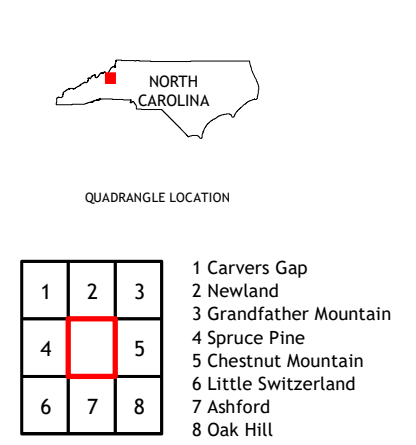 NORTH
CAROLINA
QUADRANGLE LOCATION
1 2 3
4 5
6 7 8
1 Carvers Gap
2 Newland
3 Grandfather Mountain
4 Spruce Pine
5 Chestnut Mountain
6 Little Switzerland
7 Ashford
8 Oak Hill